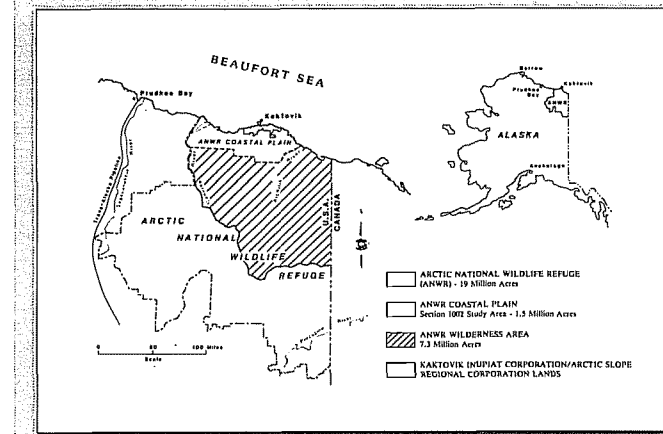 BEAUFORT SEA
Prudhoe Bay
Kaktovik
ANWR COASTAL PLAIN
ARCTIC
NATIONAL
WILDLIFE
REFUGE
U.S.A.
CANADA
0 50 100 Miles
Scale
Barrow
Prudhoe Bay
Kaktovik
ANWR
ALASKA
Anchorage
ARCTIC NATIONAL WILDLIFE REFUGE
(ANWR) - 19 Million Acres
ANWR COASTAL PLAIN
Section 1002 Study Area - 1.5 Million Acres
ANWR WILDERNESS AREA
7.3 Million Acres
KAKTOVIK INUPIAT CORPORATION/ARCTIC SLOPE
REGIONAL CORPORATION LANDS